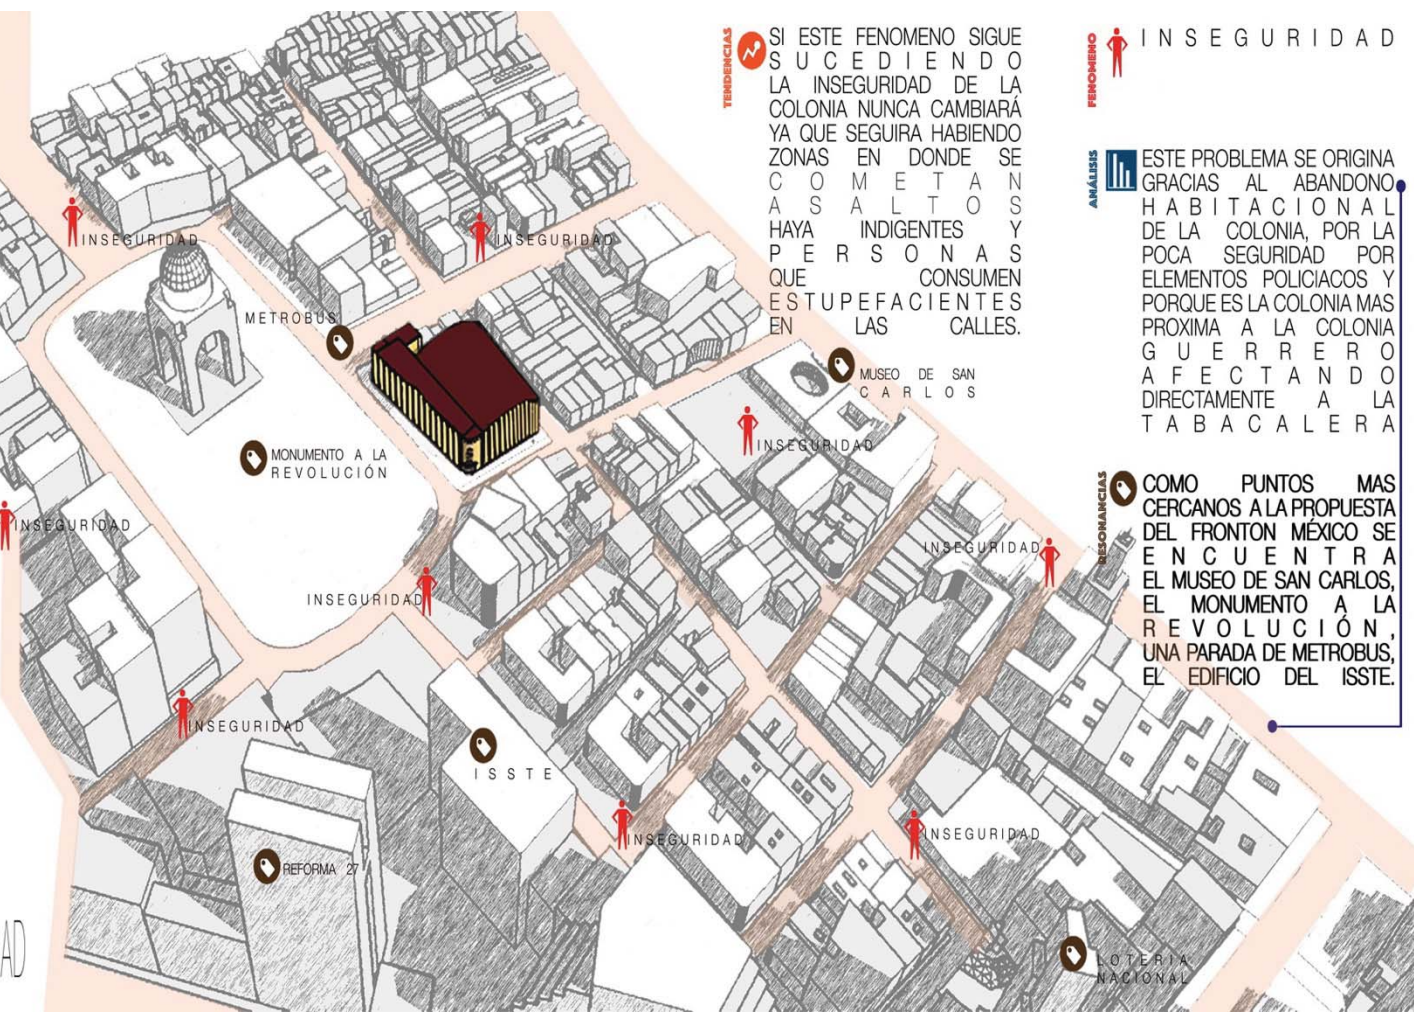 TENDENCIAS
SI ESTE FENOMENO SIGUE
SUCEDIENDO
LA INSEGURIDAD DE LA
COLONIA NUNCA CAMBIARÁ
YA QUE SEGUIRA HABIENDO
ZONAS EN DONDE SE
COMETAN
ASALTOS
HAYA INDIGENTES Y
PERSONAS
QUE CONSUMEN
ESTUPEFACIENTES
EN LAS CALLES.
FENOMENO
INSEGURIDAD
ANÁLISIS
ESTE PROBLEMA SE ORIGINA
GRACIAS AL ABANDONO
HABITACIONAL
DE LA COLONIA, POR LA
POCA SEGURIDAD POR
ELEMENTOS POLICIACOS Y
PORQUE ES LA COLONIA MAS
PROXIMA A LA COLONIA
GUERRERO
AFECTANDO
DIRECTAMENTE A LA
TABACALERA
RESONANCIAS
COMO PUNTOS MAS
CERCANOS A LA PROPUESTA
DEL FRONTON MÉXICO SE
ENCUENTRA
EL MUSEO DE SAN CARLOS,
EL MONUMENTO A LA
REVOLUCIÓN,
UNA PARADA DE METROBUS,
EL EDIFICIO DEL ISSTE.
INSEGURIDAD
INSEGURIDAD
METROBUS
MUSEO DE SAN
CARLOS
INSEGURIDAD
MONUMENTO A LA
REVOLUCIÓN
INSEGURIDAD
INSEGURIDAD
INSEGURIDAD
INSEGURIDAD
ISSTE
INSEGURIDAD
INSEGURIDAD
REFORMA 27
AD
LOTERIA
NACIONAL